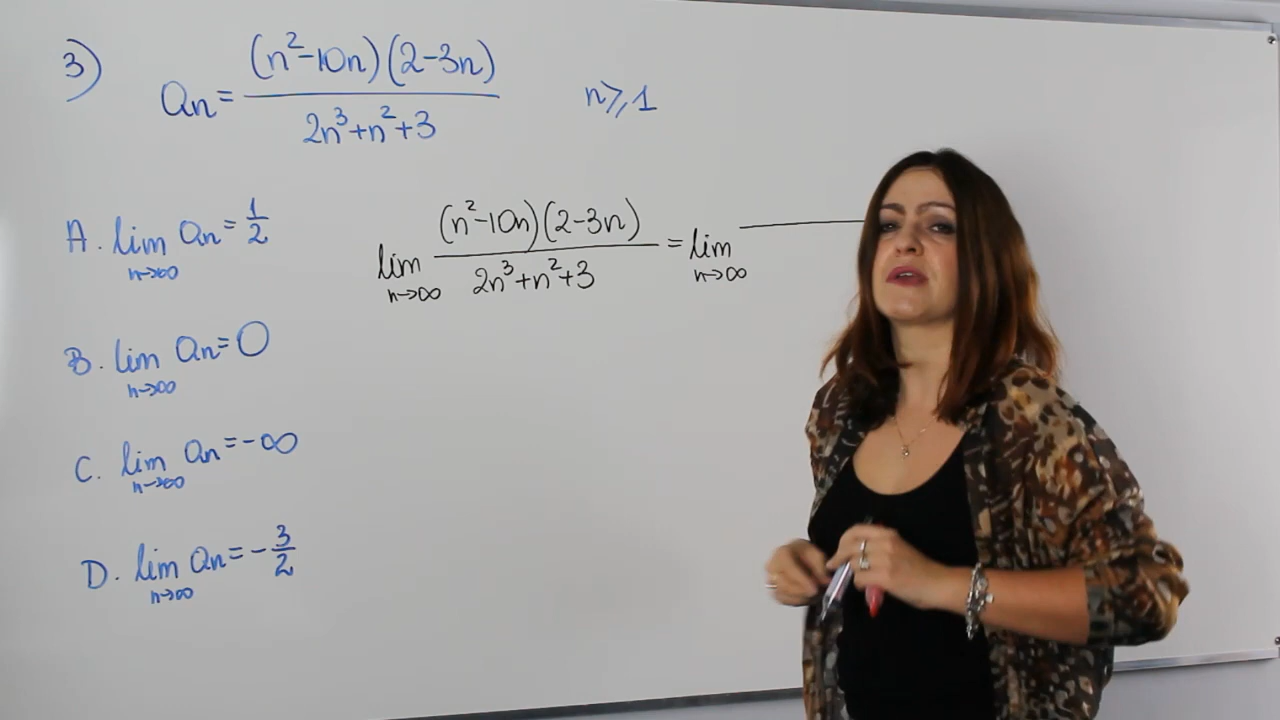 3) an = (n²-10n)(2-3n) / 2n³+n²+3 n⩾1
lim n→∞ (n²-10n)(2-3n) / 2n³+n²+3 = lim n→∞
A. lim n→∞ an = 1/2
B. lim n→∞ an = 0
C. lim n→∞ an = -∞
D. lim n→∞ an = -3/2